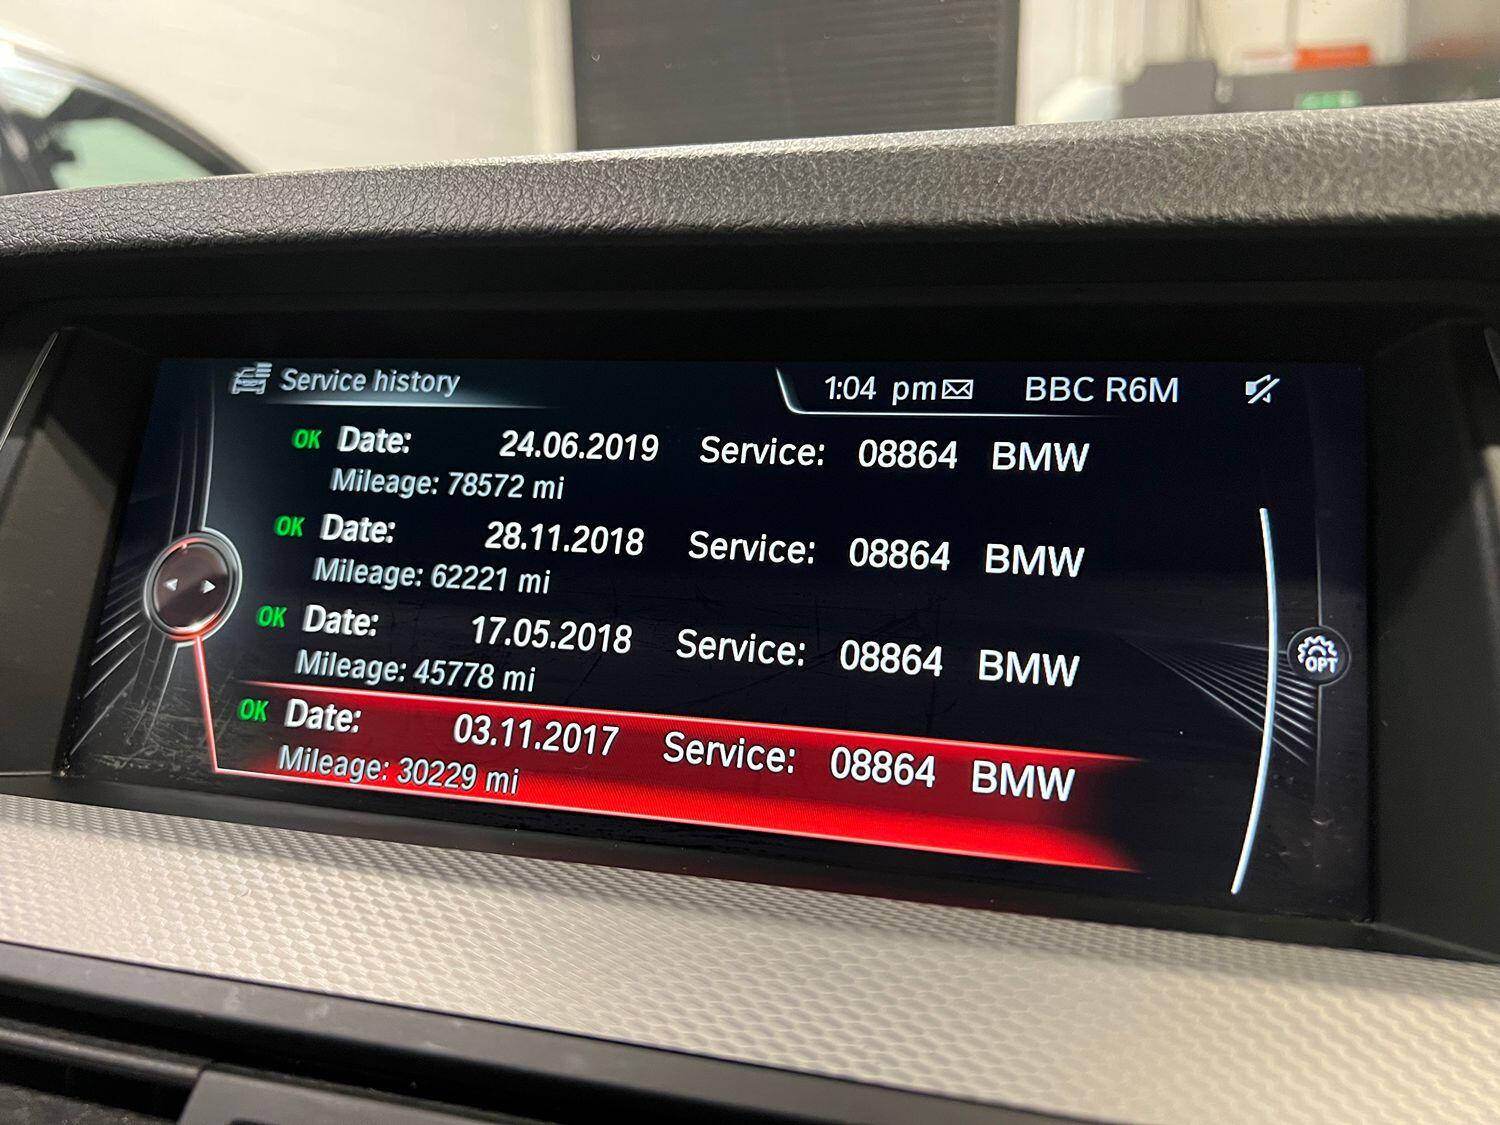 Service history 1:04 pm BBC R6M
OK Date: 24.06.2019 Service: 08864 BMW
Mileage: 78572 mi
OK Date: 28.11.2018 Service: 08864 BMW
Mileage: 62221 mi
OK Date: 17.05.2018 Service: 08864 BMW
Mileage: 45778 mi
OPT
OK Date: 03.11.2017 Service: 08864 BMW
Mileage: 30229 mi